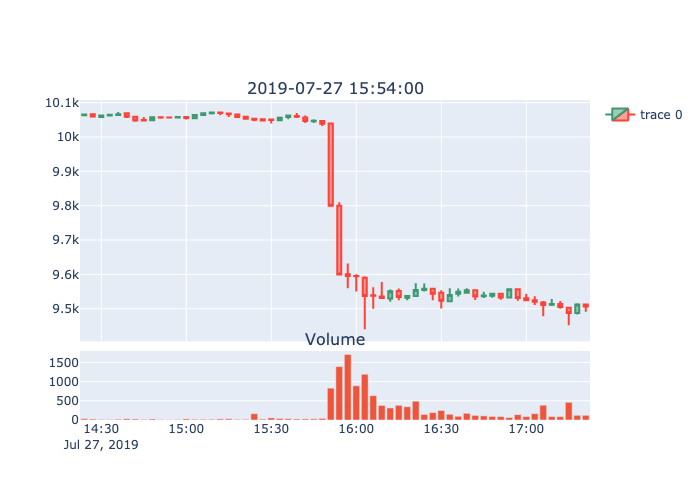 2019-07-27 15:54:00
10.1k
10k
9.9k
9.8k
9.7k
9.6k
9.5k
trace 0
Volume
1500
1000
500
0
14:30 15:00 15:30 16:00 16:30 17:00
Jul 27, 2019